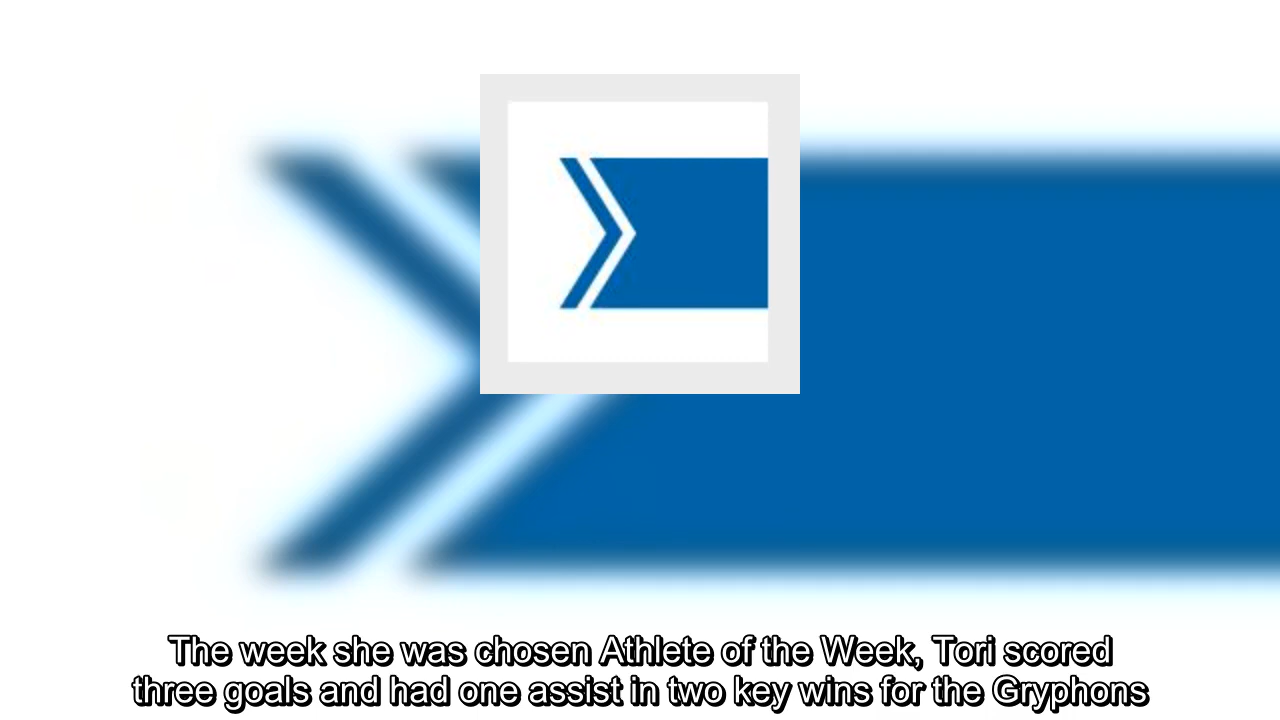 The week she was chosen Athlete of the Week, Tori scored
three goals and had one assist in two key wins for the Gryphons